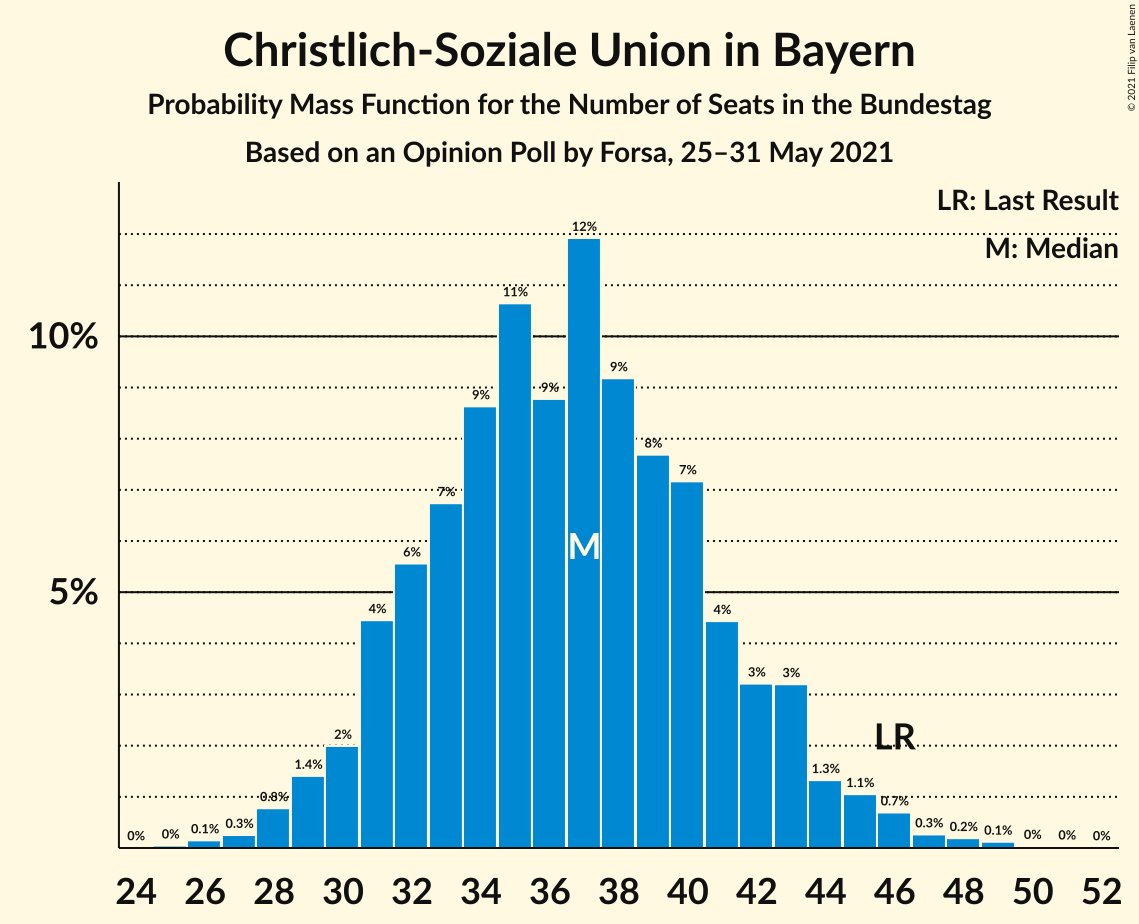 Christlich-Soziale Union in Bayern
Probability Mass Function for the Number of Seats in the Bundestag
Based on an Opinion Poll by Forsa, 25–31 May 2021
© 2021 Filip van Laenen
LR: Last Result
M: Median
10%
5%
0% 0% 0.1% 0.3% 0.8% 1.4% 2% 4% 6% 7% 9% 11% 9% 12% 9% 8% 7% 4% 3% 3% 1.3% 1.1% 0.7% 0.3% 0.2% 0.1% 0% 0% 0%
M
LR
24 26 28 30 32 34 36 38 40 42 44 46 48 50 52